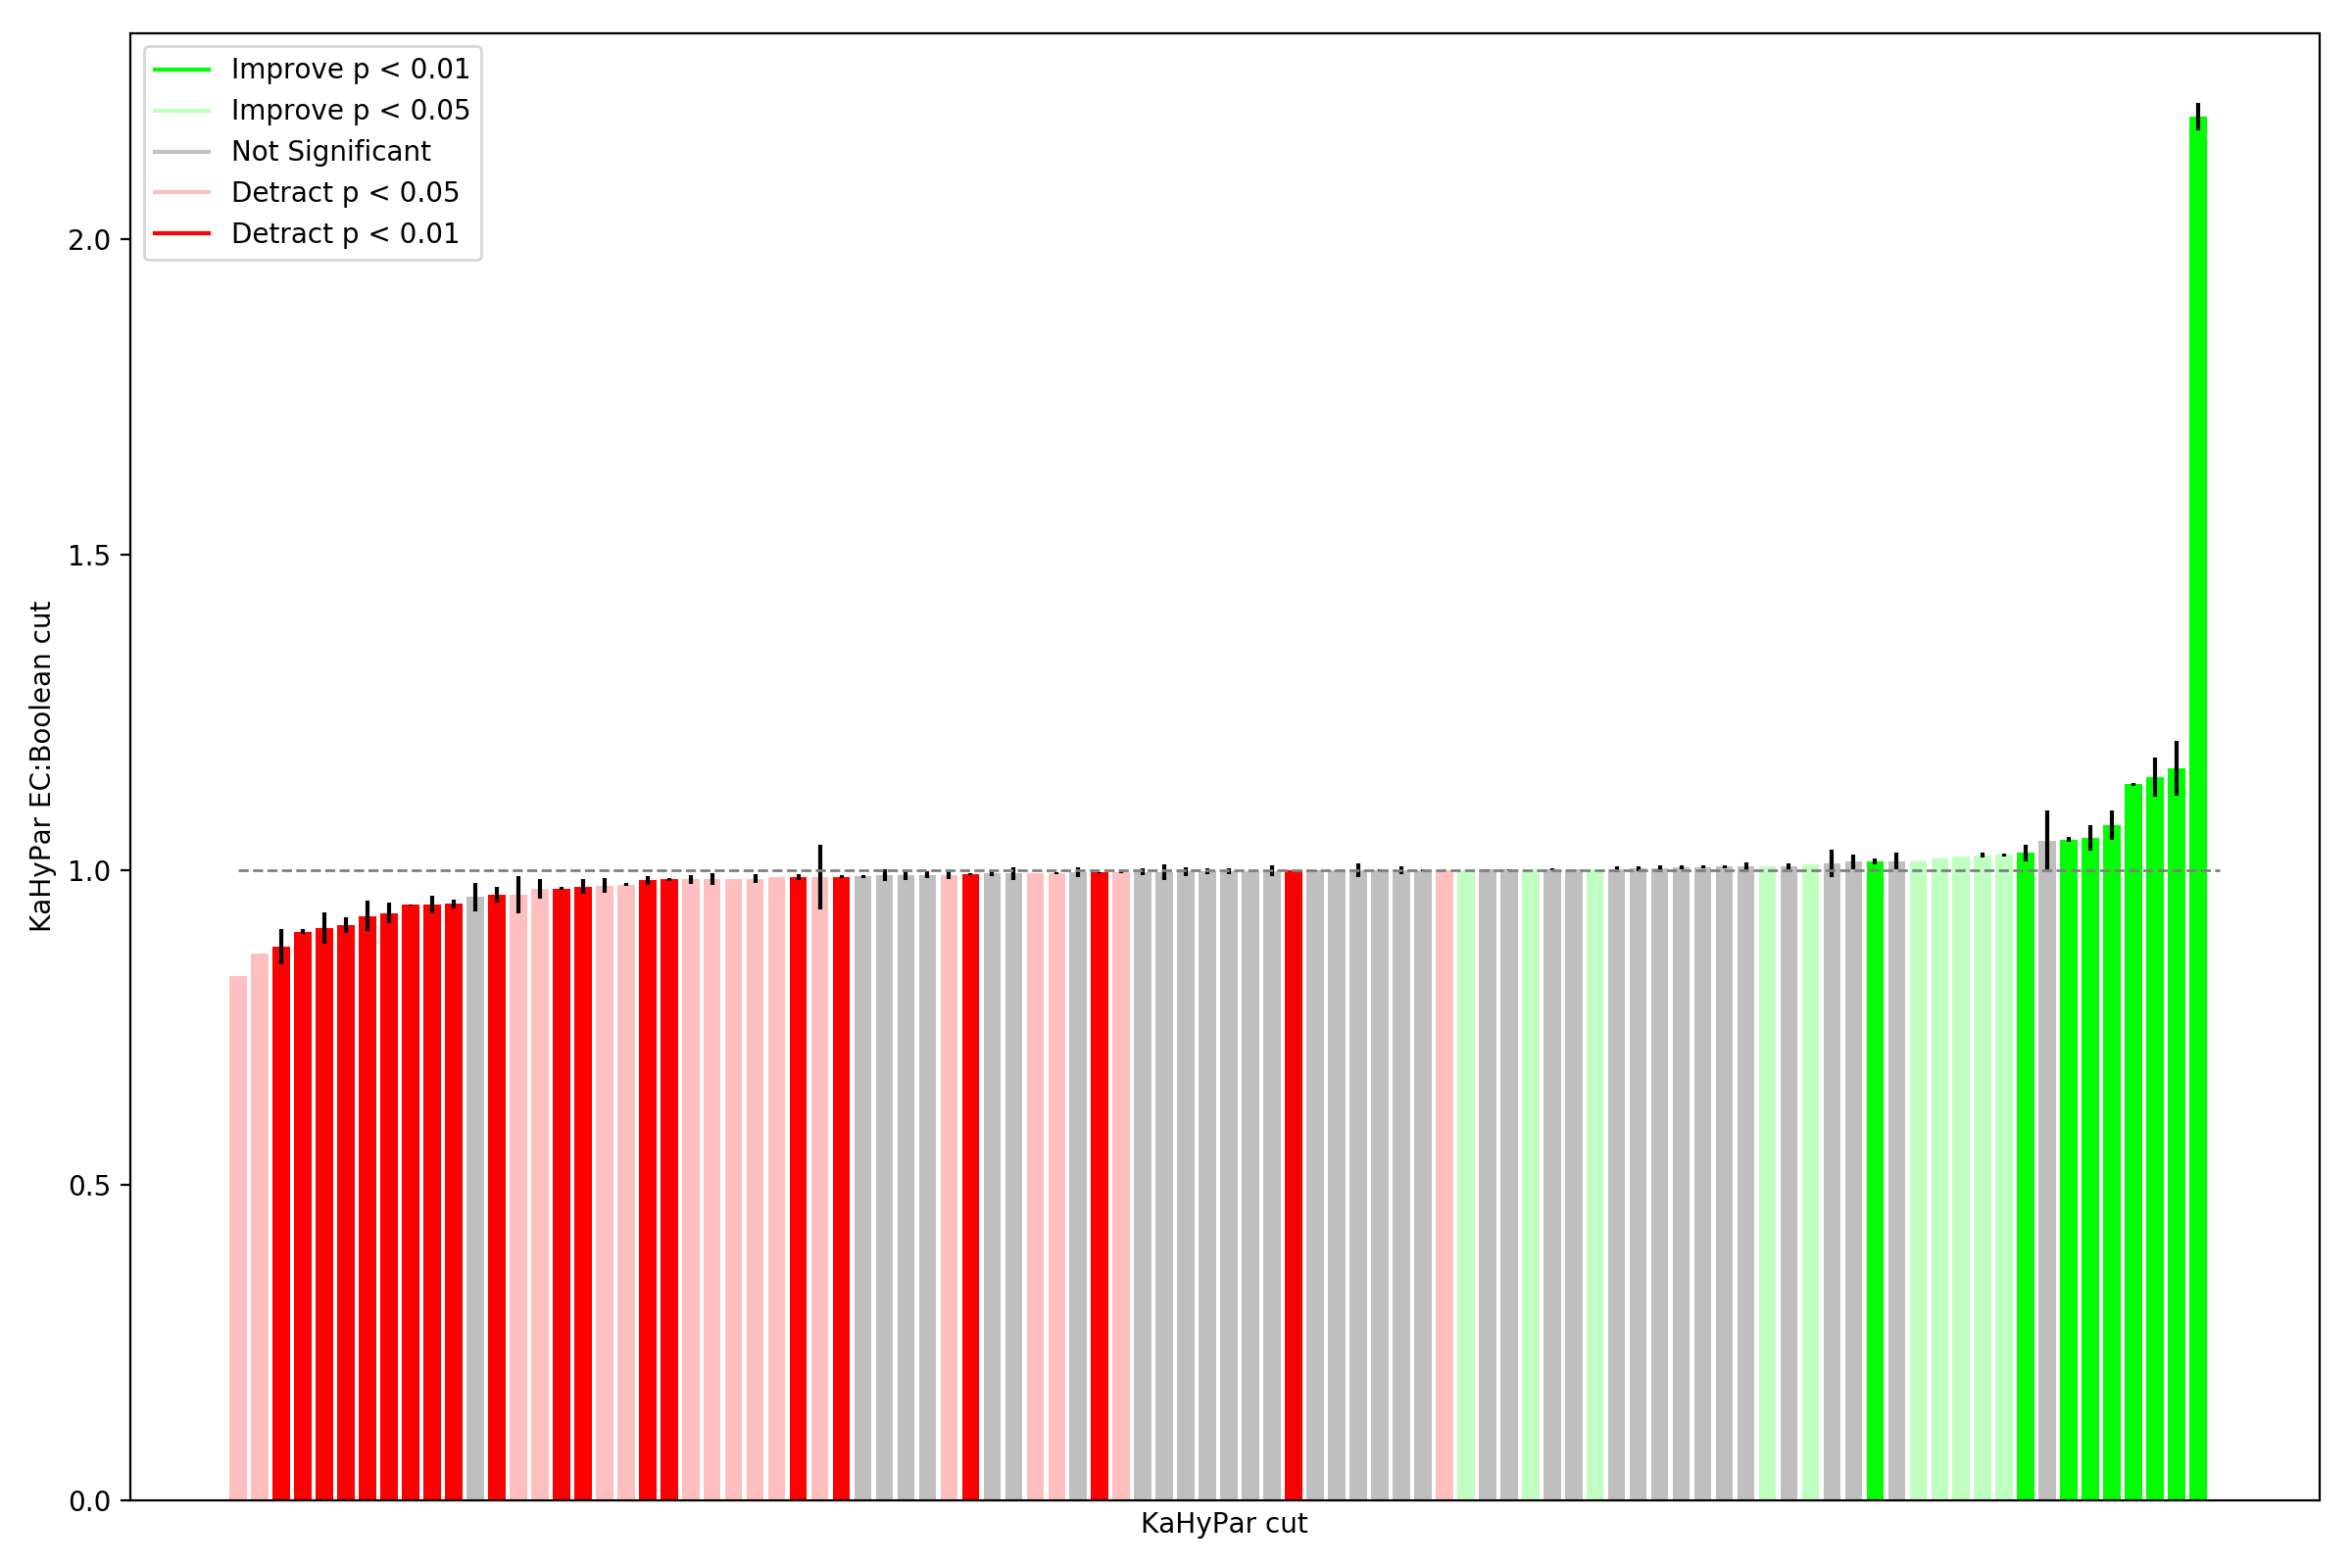 Improve p < 0.01
Improve p < 0.05
Not Significant
Detract p < 0.05
Detract p < 0.01
2.0
1.5
1.0
0.5
0.0
KaHyPar EC:Boolean cut
KaHyPar cut